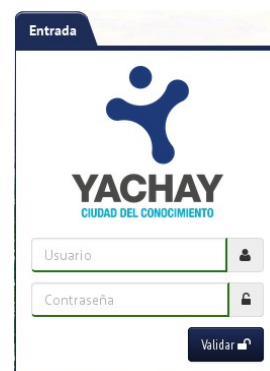 Entrada
YACHAY
CIUDAD DEL CONOCIMIENTO
Usuario
Contraseña
Validar